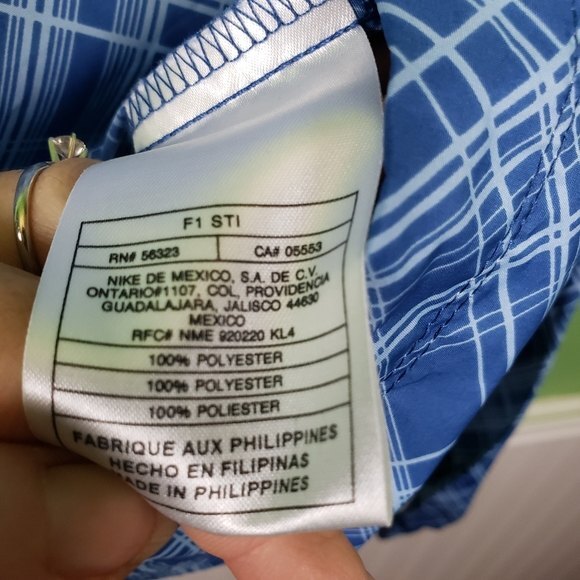 F1 STI
RN# 56323 CA# 05553
NIKE DE MEXICO, S.A. DE C.V.
ONTARIO#1107, COL. PROVIDENCIA
GUADALAJARA, JALISCO 44630
MEXICO
RFC# NME 920220 KL4
100% POLYESTER
100% POLYESTER
100% POLIESTER
FABRIQUE AUX PHILIPPINES
HECHO EN FILIPINAS
MADE IN PHILIPPINES